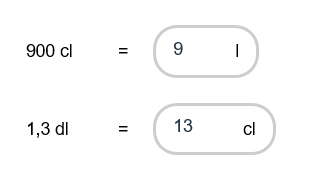 900 cl = 9 l
1,3 dl = 13 cl